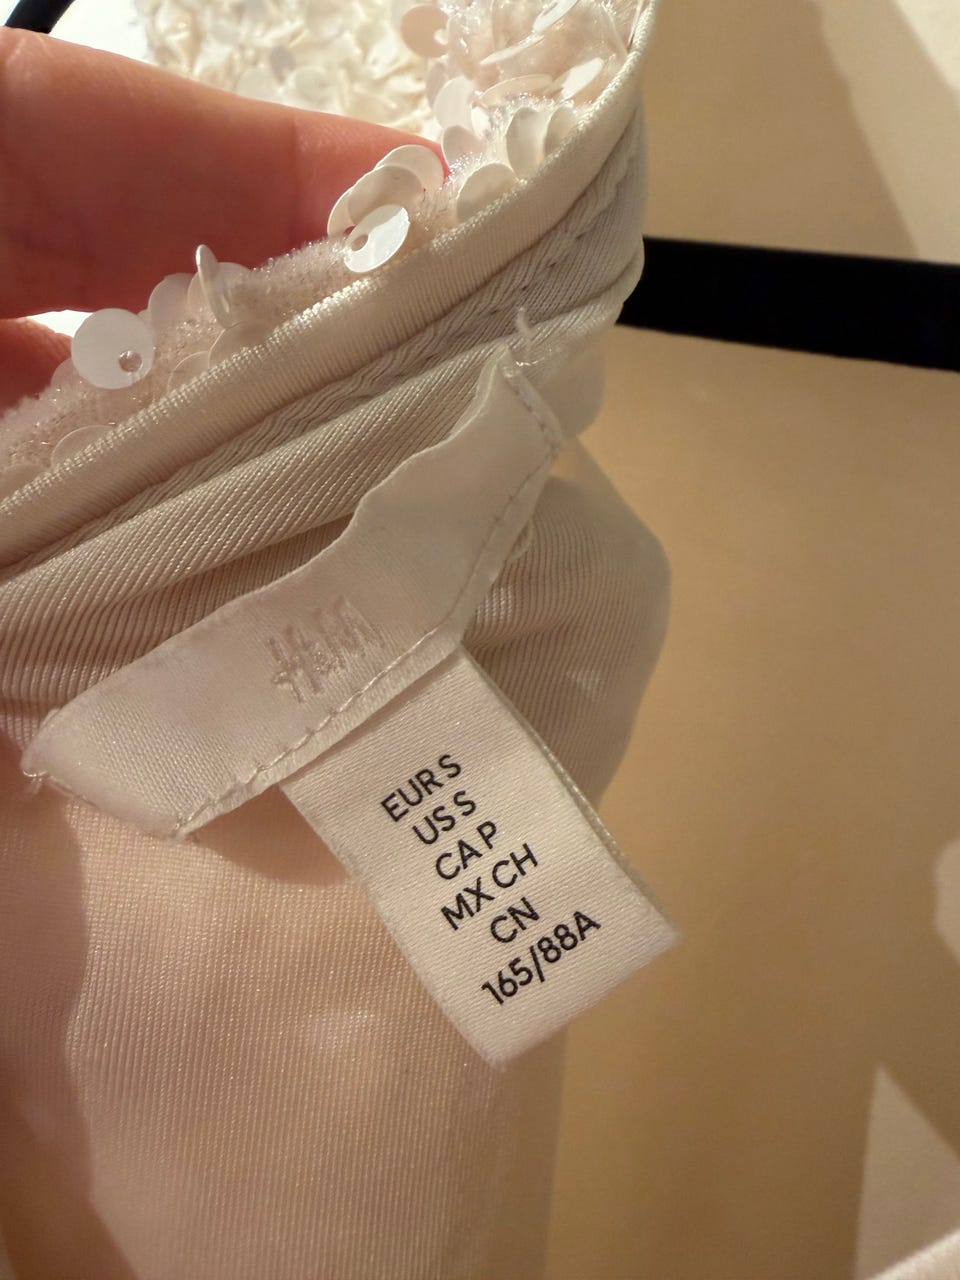 H&M
EUR S
US S
CA P
MX CH
CN
165/88A